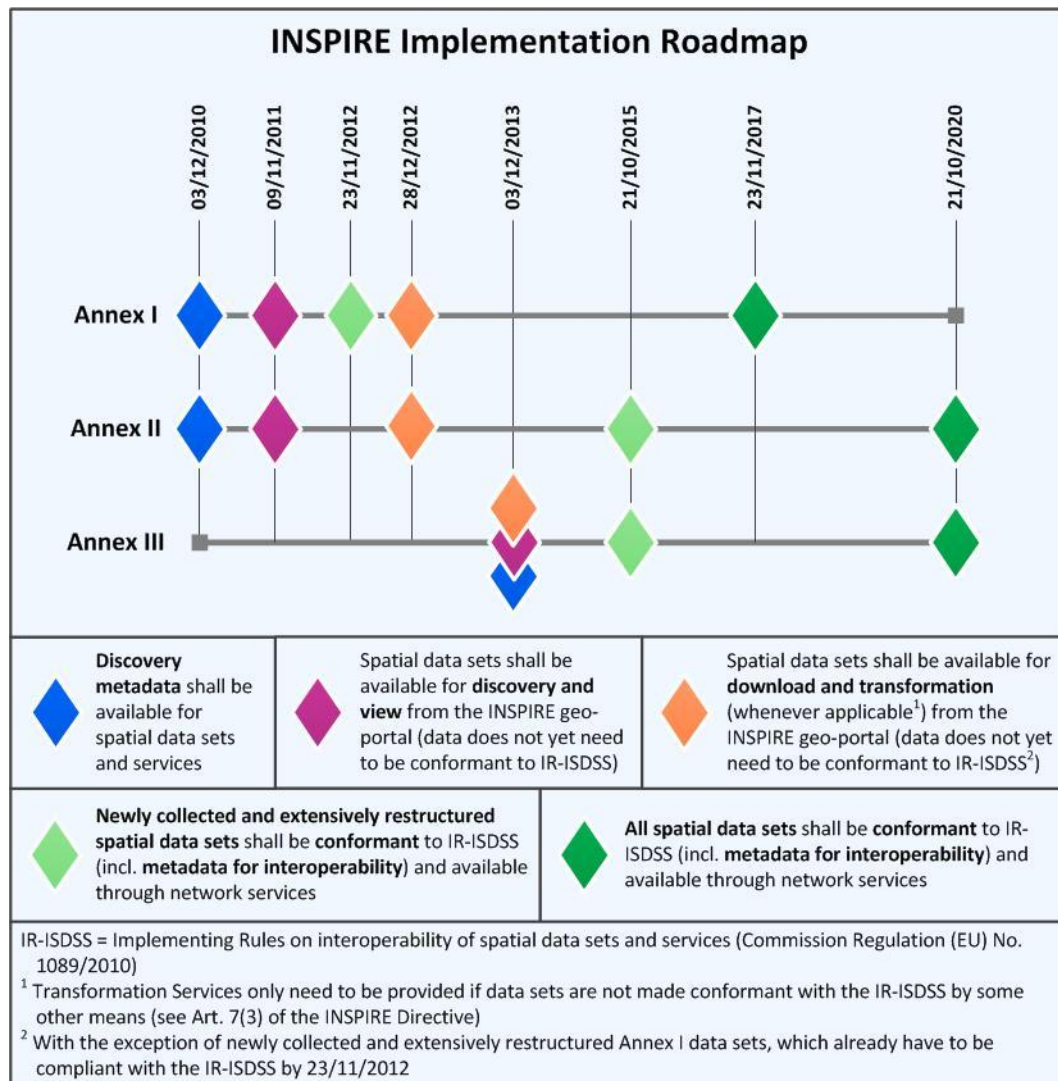 INSPIRE Implementation Roadmap
03/12/2010
09/11/2011
23/11/2012
28/12/2012
03/12/2013
21/10/2015
23/11/2017
21/10/2020
Annex I
Annex II
Annex III
Discovery
metadata shall be
available for
spatial data sets
and services
Spatial data sets shall be
available for discovery and
view from the INSPIRE geo-
portal (data does not yet need
to be conformant to IR-ISDSS)
Spatial data sets shall be available for
download and transformation
(whenever applicable¹) from the
INSPIRE geo-portal (data does not yet
need to be conformant to IR-ISDSS²)
Newly collected and extensively restructured
spatial data sets shall be conformant to IR-ISDSS
(incl. metadata for interoperability) and available
through network services
All spatial data sets shall be conformant to IR-
ISDSS (incl. metadata for interoperability) and
available through network services
IR-ISDSS = Implementing Rules on interoperability of spatial data sets and services (Commission Regulation (EU) No.
1089/2010)
¹ Transformation Services only need to be provided if data sets are not made conformant with the IR-ISDSS by some
other means (see Art. 7(3) of the INSPIRE Directive)
² With the exception of newly collected and extensively restructured Annex I data sets, which already have to be
compliant with the IR-ISDSS by 23/11/2012